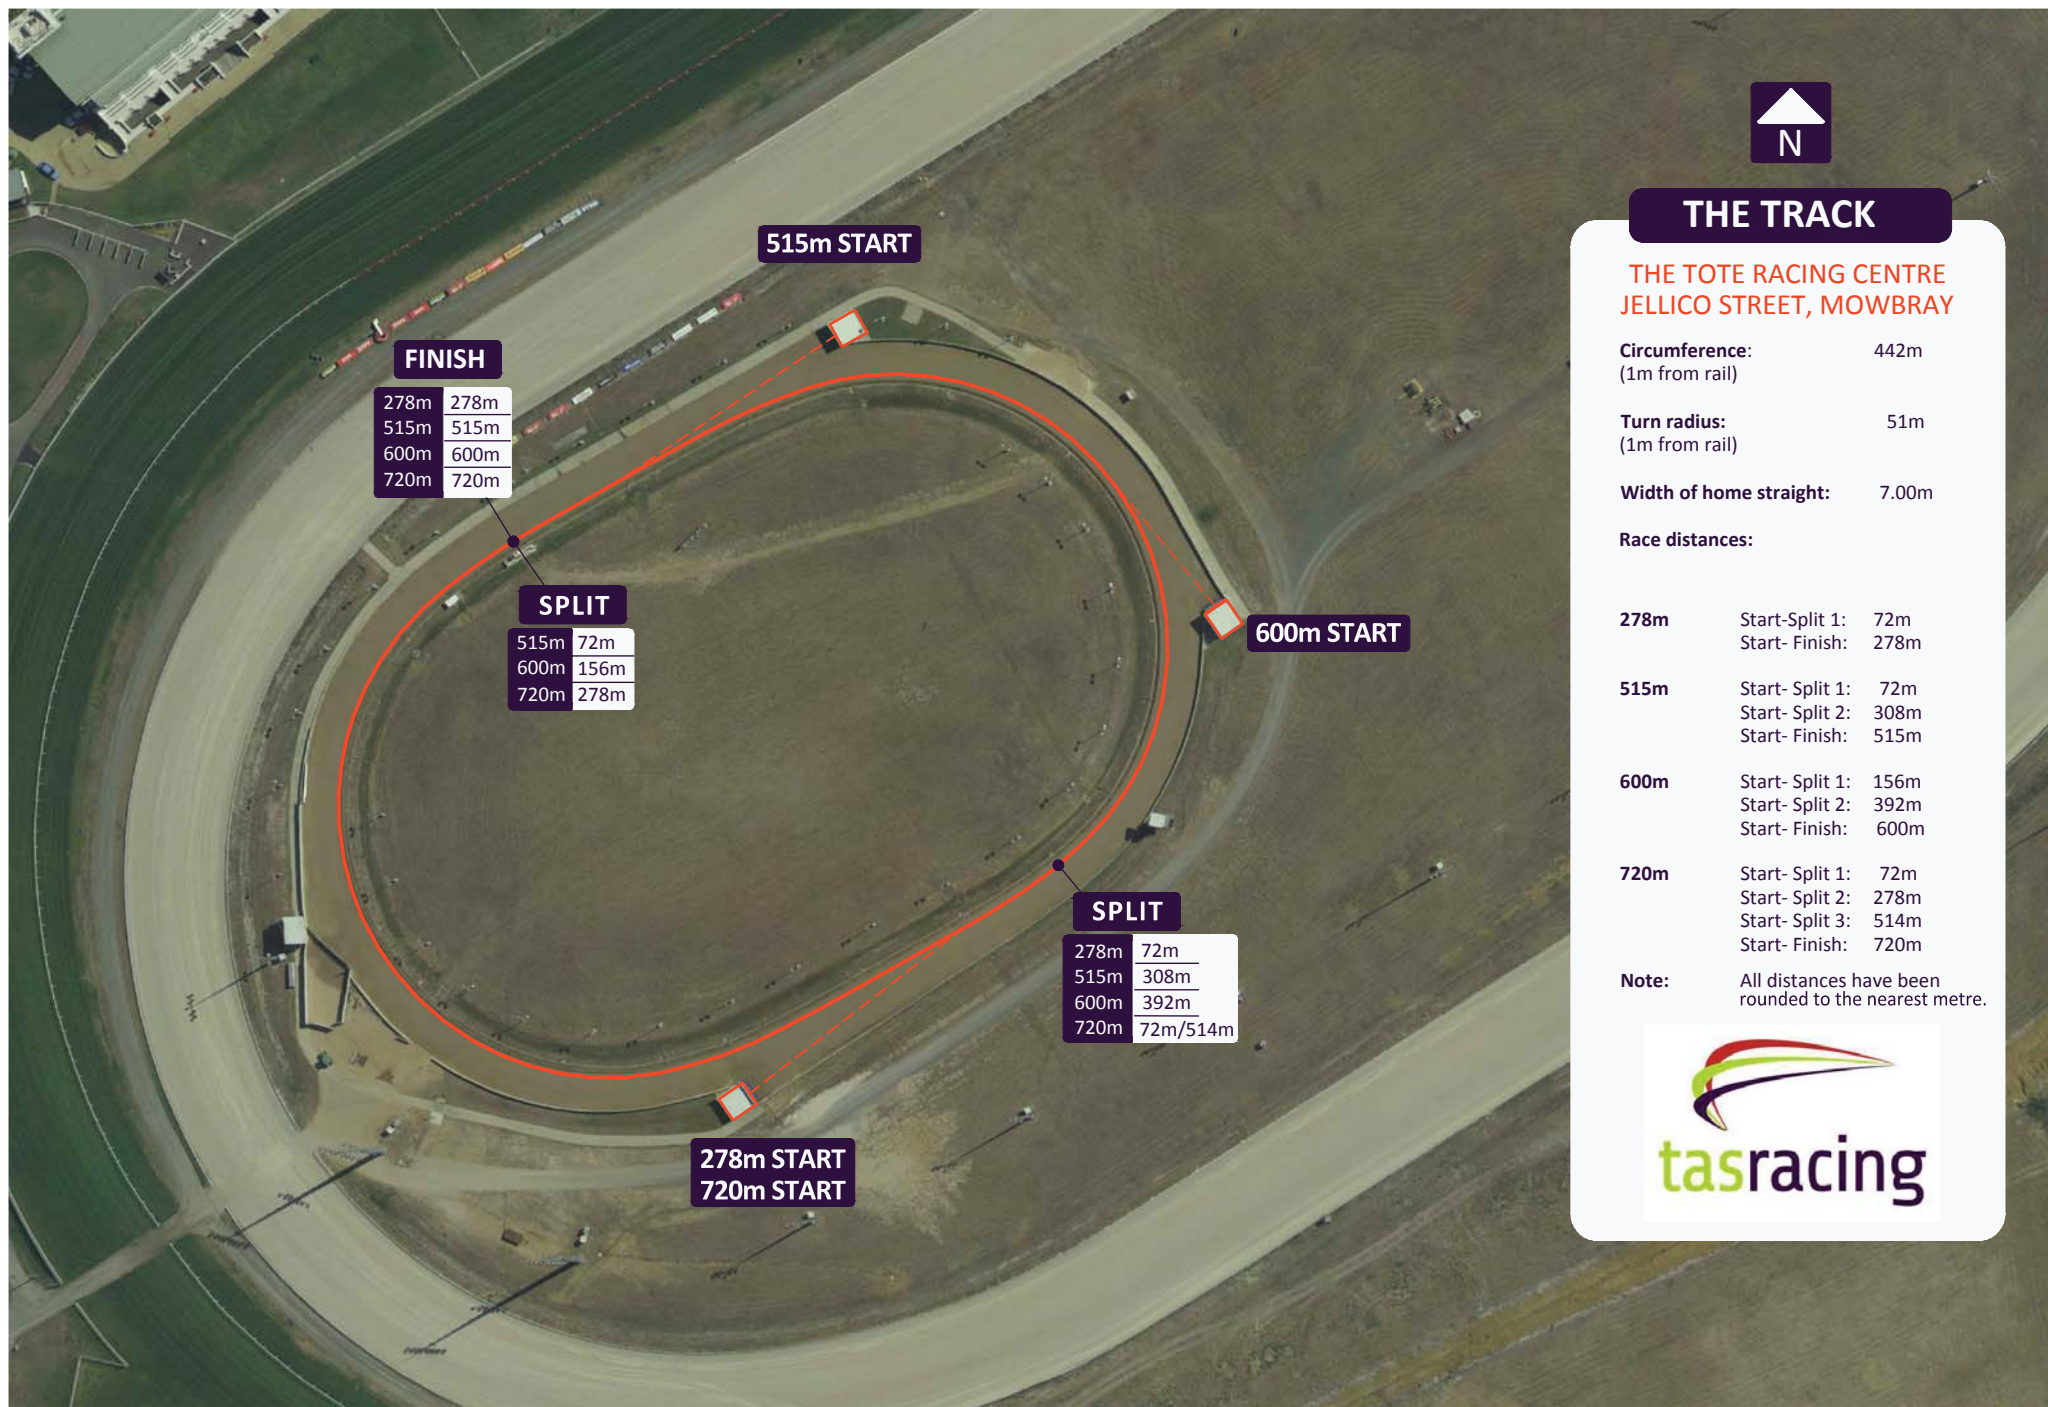 N
THE TRACK
THE TOTE RACING CENTRE
JELLICO STREET, MOWBRAY
Circumference: 442m
(1m from rail)
Turn radius: 51m
(1m from rail)
Width of home straight: 7.00m
Race distances:
278m Start-Split 1: 72m
Start- Finish: 278m
515m Start- Split 1: 72m
Start- Split 2: 308m
Start- Finish: 515m
600m Start- Split 1: 156m
Start- Split 2: 392m
Start- Finish: 600m
720m Start- Split 1: 72m
Start- Split 2: 278m
Start- Split 3: 514m
Start- Finish: 720m
Note: All distances have been
rounded to the nearest metre.
tasracing
515m START
FINISH
278m 278m
515m 515m
600m 600m
720m 720m
SPLIT
515m 72m
600m 156m
720m 278m
600m START
SPLIT
278m 72m
515m 308m
600m 392m
720m 72m/514m
278m START
720m START